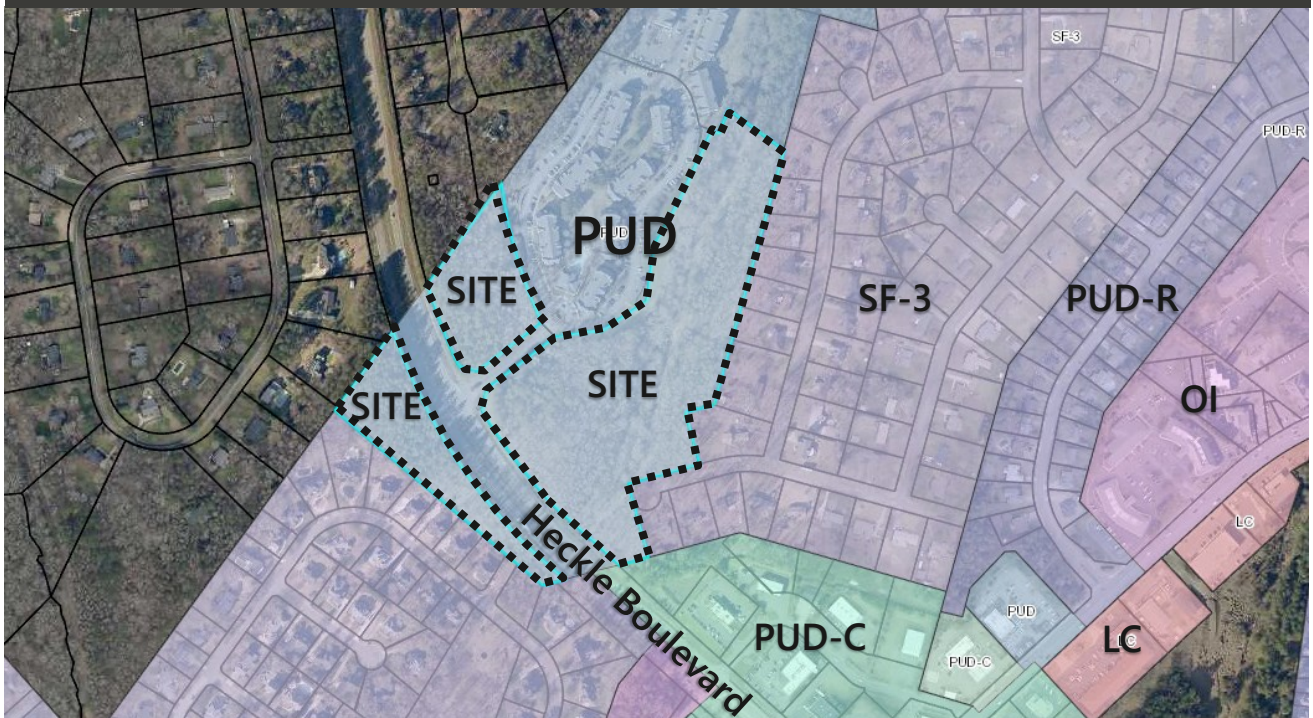 SF-3
PUD-R
PUD
PUD
SITE
SF-3
PUD-R
SITE
SITE
OI
LC
Heckle Boulevard
PUD
PUD-C
LC
PUD-C